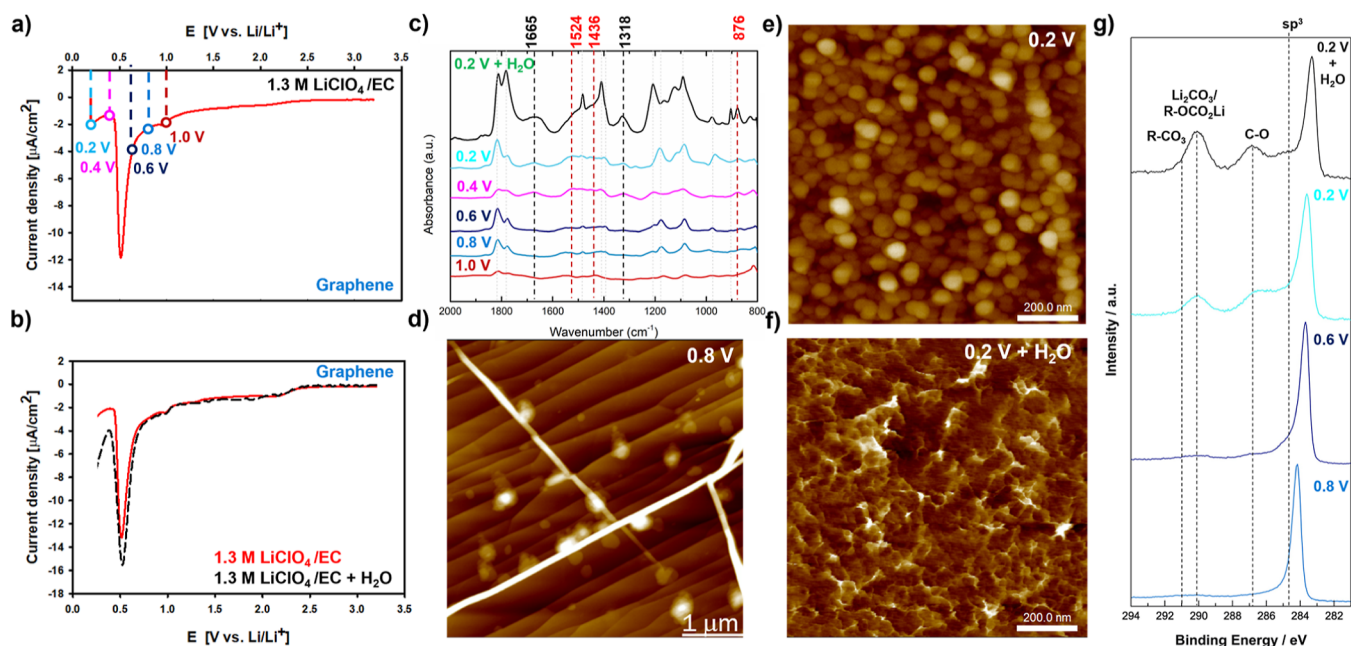 a)
E [V vs. Li/Li⁺]
0.0 0.5 1.0 1.5 2.0 2.5 3.0 3.5
Current density [µA/cm²]
2
0
-2
-4
-6
-8
-10
-12
-14
1.3 M LiClO₄/EC
0.2 V
0.4 V
0.6 V
0.8 V
1.0 V
Graphene
b)
Current density [µA/cm²]
2
0
-2
-4
-6
-8
-10
-12
-14
-16
-18
Graphene
1.3 M LiClO₄/EC
1.3 M LiClO₄/EC + H₂O
0.0 0.5 1.0 1.5 2.0 2.5 3.0 3.5
E [V vs. Li/Li⁺]
c)
1665
1524
1436
1318
876
Absorbance (a.u.)
0.2 V + H₂O
0.2 V
0.4 V
0.6 V
0.8 V
1.0 V
2000 1800 1600 1400 1200 1000 800
Wavenumber (cm⁻¹)
d)
0.8 V
1 µm
e)
0.2 V
200.0 nm
f)
0.2 V + H₂O
200.0 nm
g)
sp³
Intensity / a.u.
Li₂CO₃/
R-OCO₂Li
R-CO₃
C-O
0.2 V
+
H₂O
0.2 V
0.6 V
0.8 V
294 292 290 288 286 284 282
Binding Energy / eV